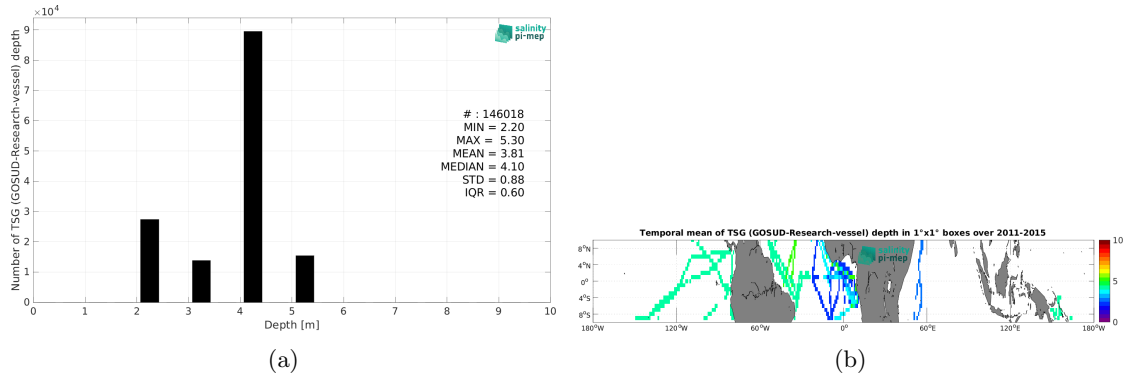 ×10⁴
9
8
7
6
5
4
3
2
1
0
Number of TSG (GOSUD-Research-vessel) depth
salinity
pi-mep
# : 146018
MIN = 2.20
MAX = 5.30
MEAN = 3.81
MEDIAN = 4.10
STD = 0.88
IQR = 0.60
0 1 2 3 4 5 6 7 8 9 10
Depth [m]
(a)
Temporal mean of TSG (GOSUD-Research-vessel) depth in 1°x1° boxes over 2011-2015
salinity
pi-mep
8°N
4°N
0°
4°S
8°S
180°W 120°W 60°W 0° 60°E 120°E 180°W
10
8
6
4
2
0
(b)